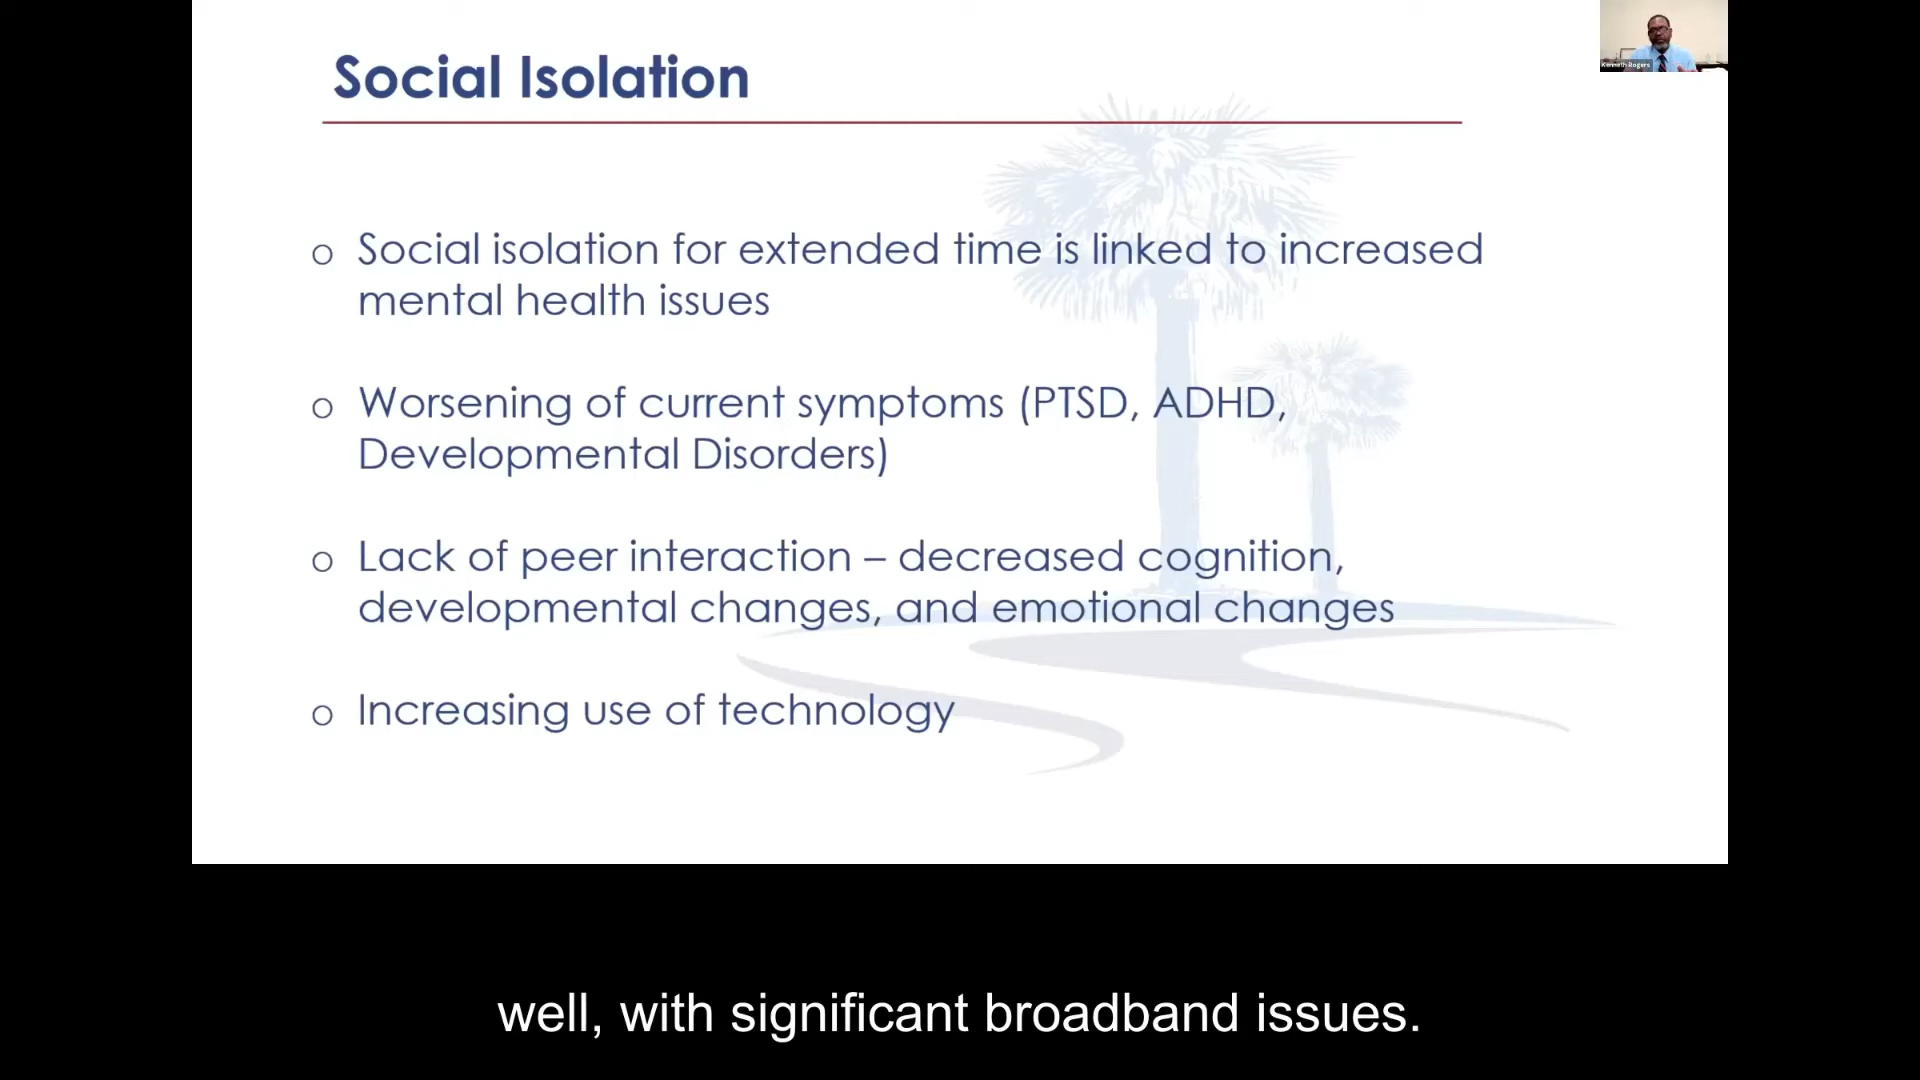 Social Isolation
Kenneth Rogers
o Social isolation for extended time is linked to increased
mental health issues
o Worsening of current symptoms (PTSD, ADHD,
Developmental Disorders)
o Lack of peer interaction – decreased cognition,
developmental changes, and emotional changes
o Increasing use of technology
well, with significant broadband issues.